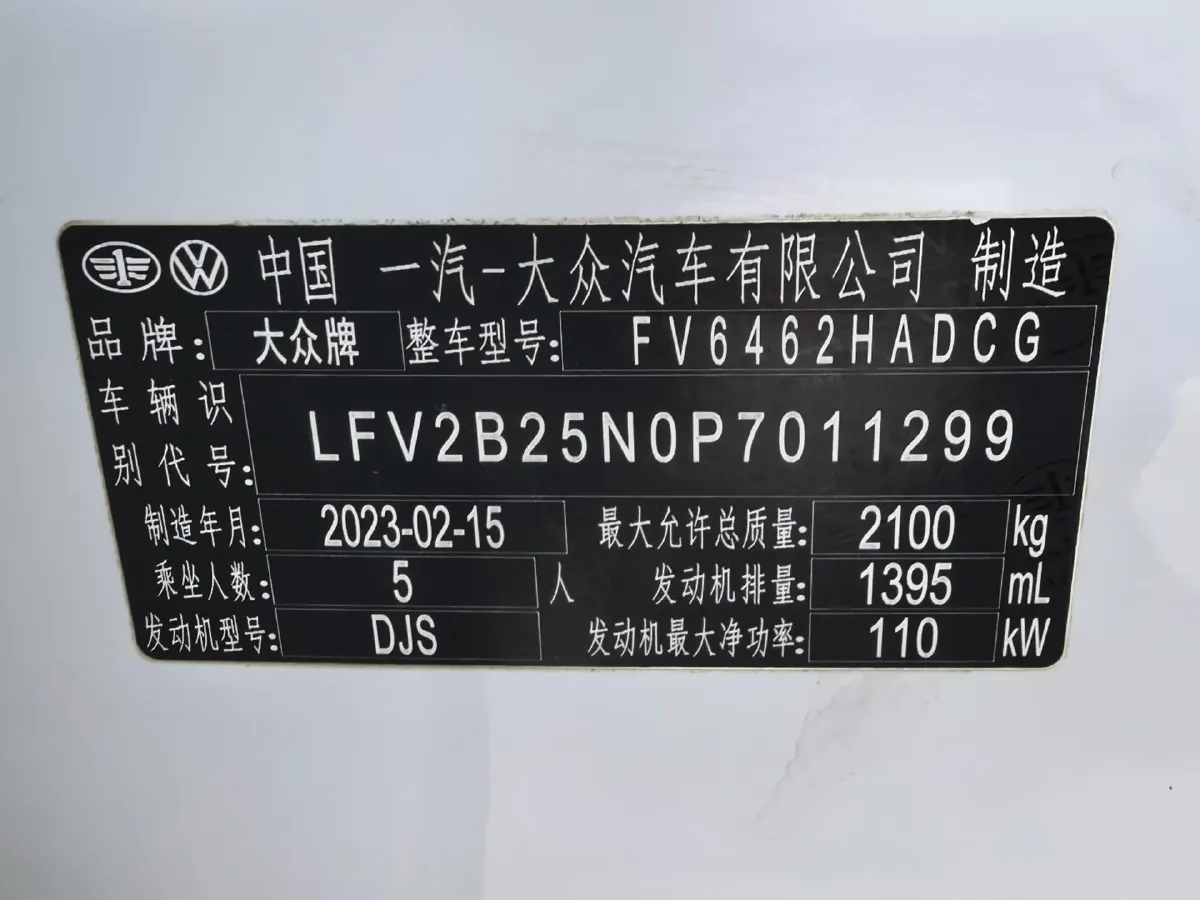 中国 一汽-大众汽车有限公司 制造
品牌: 大众牌 整车型号: FV6462HADCG
车辆识别代号: LFV2B25N0P7011299
制造年月: 2023-02-15 最大允许总质量: 2100 kg
乘坐人数: 5 人 发动机排量: 1395 mL
发动机型号: DJS 发动机最大净功率: 110 kW